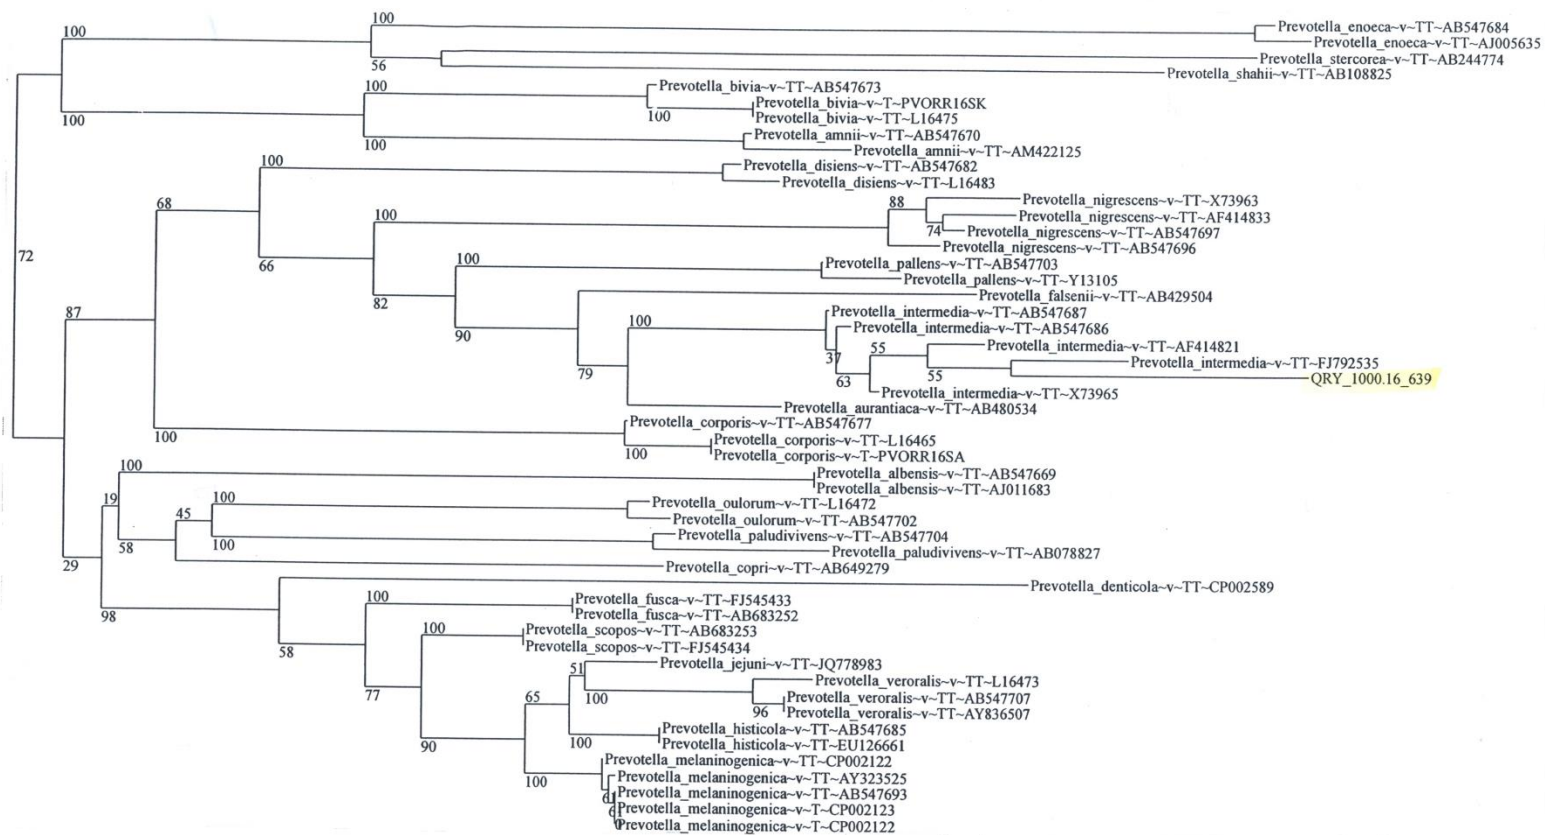 100
Prevotella_enoeca~v~TT~AB547684
100
Prevotella_enoeca~v~TT~AJ005635
56
Prevotella_stercorea~v~TT~AB244774
Prevotella_shahii~v~TT~AB108825
100
Prevotella_bivia~v~TT~AB547673
Prevotella_bivia~v~T~PVORR16SK
100
100
Prevotella_bivia~v~TT~L16475
Prevotella_amnii~v~TT~AB547670
100
Prevotella_amnii~v~TT~AM422125
100
Prevotella_disiens~v~TT~AB547682
Prevotella_disiens~v~TT~L16483
68
88
Prevotella_nigrescens~v~TT~X73963
100
Prevotella_nigrescens~v~TT~AF414833
74
Prevotella_nigrescens~v~TT~AB547697
Prevotella_nigrescens~v~TT~AB547696
72
66
100
Prevotella_pallens~v~TT~AB547703
Prevotella_pallens~v~TT~Y13105
82
Prevotella_falsenii~v~TT~AB429504
87
100
Prevotella_intermedia~v~TT~AB547687
Prevotella_intermedia~v~TT~AB547686
90
55
Prevotella_intermedia~v~TT~AF414821
37
Prevotella_intermedia~v~TT~FJ792535
79
63
55
QRY_1000.16_639
Prevotella_intermedia~v~TT~X73965
Prevotella_aurantiaca~v~TT~AB480534
Prevotella_corporis~v~TT~AB547677
100
Prevotella_corporis~v~TT~L16465
100
Prevotella_corporis~v~T~PVORR16SA
100
Prevotella_albensis~v~TT~AB547669
Prevotella_albensis~v~TT~AJ011683
19
100
Prevotella_oulorum~v~TT~L16472
45
Prevotella_oulorum~v~TT~AB547702
58
100
Prevotella_paludivivens~v~TT~AB547704
Prevotella_paludivivens~v~TT~AB078827
29
Prevotella_copri~v~TT~AB649279
Prevotella_denticola~v~TT~CP002589
98
100
Prevotella_fusca~v~TT~FJ545433
Prevotella_fusca~v~TT~AB683252
100
Prevotella_scopos~v~TT~AB683253
58
Prevotella_scopos~v~TT~FJ545434
51
Prevotella_jejuni~v~TT~JQ778983
Prevotella_veroralis~v~TT~L16473
77
65
100
Prevotella_veroralis~v~TT~AB547707
96
Prevotella_veroralis~v~TT~AY836507
Prevotella_histicola~v~TT~AB547685
90
100
Prevotella_histicola~v~TT~EU126661
Prevotella_melaninogenica~v~TT~CP002122
100
Prevotella_melaninogenica~v~TT~AY323525
Prevotella_melaninogenica~v~TT~AB547693
Prevotella_melaninogenica~v~T~CP002123
Prevotella_melaninogenica~v~T~CP002122